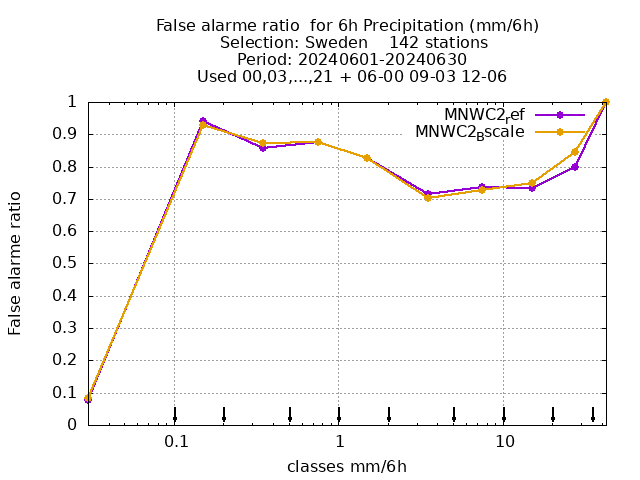 False alarme ratio  for 6h Precipitation (mm/6h)
Selection: Sweden    142 stations
Period: 20240601-20240630
Used 00,03,...,21 + 06-00 09-03 12-06
MNWC2_ref
MNWC2_Bscale
1
0.9
0.8
0.7
0.6
0.5
0.4
0.3
0.2
0.1
0
False alarme ratio
0.1 1 10
classes mm/6h